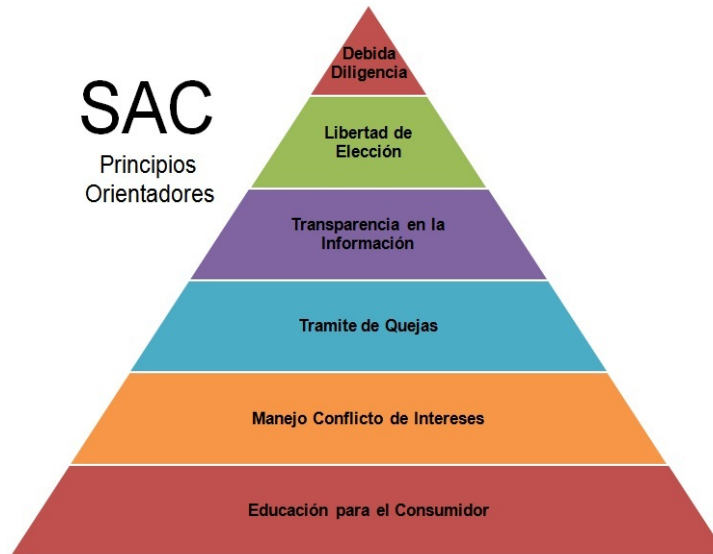 SAC
Principios
Orientadores
Debida
Diligencia
Libertad de
Elección
Transparencia en la
Información
Tramite de Quejas
Manejo Conflicto de Intereses
Educación para el Consumidor